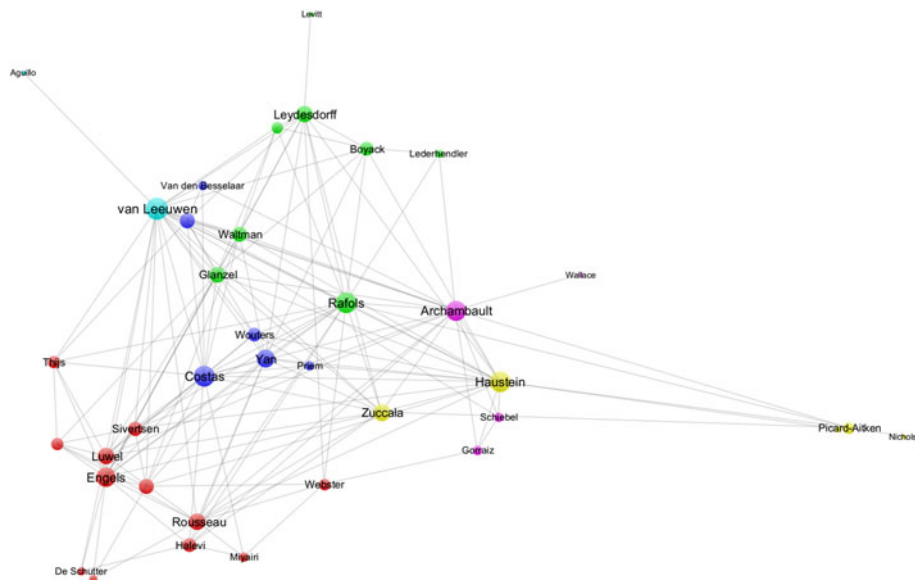 Levitt
Aguillo
Leydesdorff
Boyack
Lederhendler
Van den Besselaar
van Leeuwen
Waltman
Glanzel
Wallace
Rafols
Archambault
Wouters
Yan
Thijs
Priem
Costas
Haustein
Zuccala
Schiebel
Sivertsen
Picard-Aitken
Nichols
Gorraiz
Luwel
Engels
Webster
Rousseau
Halevi
Miyairi
De Schutter